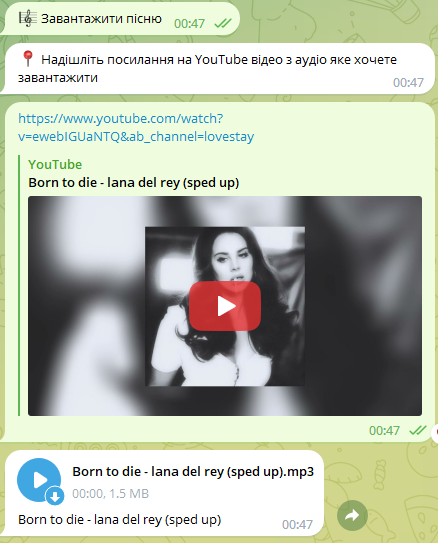 Завантажити пісню
00:47
Надішліть посилання на YouTube відео з аудіо яке хочете
завантажити
00:47
https://www.youtube.com/watch?
v=ewebIGUaNTQ&ab_channel=lovestay
YouTube
Born to die - lana del rey (sped up)
00:47
Born to die - lana del rey (sped up).mp3
00:00, 1.5 MB
Born to die - lana del rey (sped up)
00:47